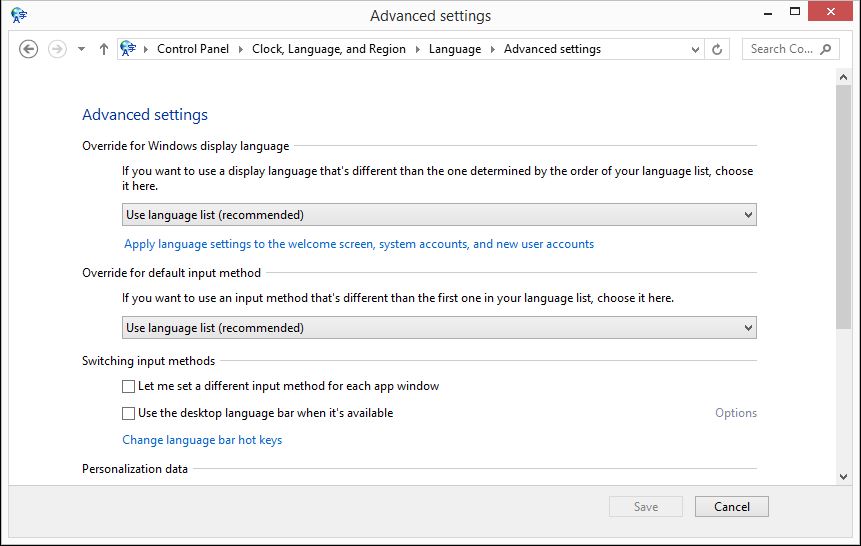 Advanced settings
Control Panel
Clock, Language, and Region
Language
Advanced settings
Search Co...
Advanced settings
Override for Windows display language
If you want to use a display language that's different than the one determined by the order of your language list, choose
it here.
Use language list (recommended)
Apply language settings to the welcome screen, system accounts, and new user accounts
Override for default input method
If you want to use an input method that's different than the first one in your language list, choose it here.
Use language list (recommended)
Switching input methods
Let me set a different input method for each app window
Use the desktop language bar when it's available
Options
Change language bar hot keys
Personalization data
Save
Cancel